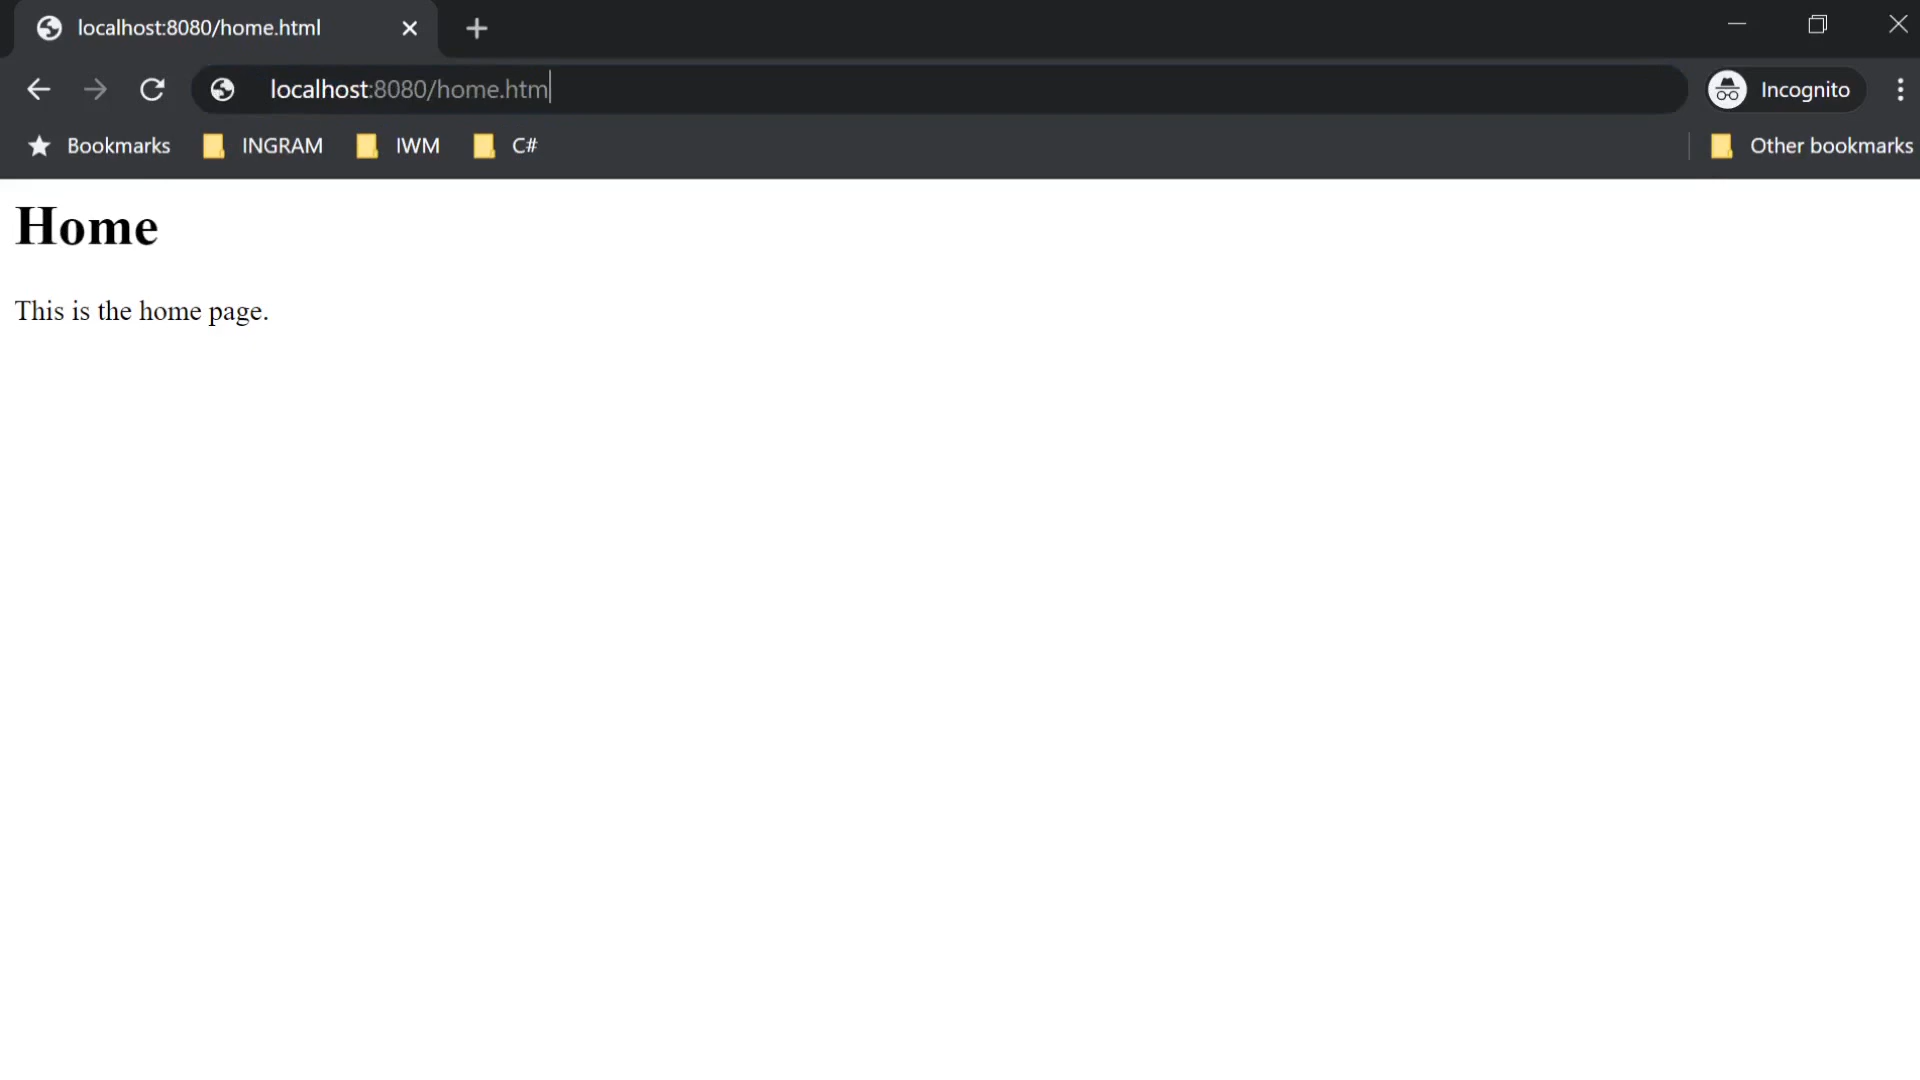 localhost:8080/home.html
localhost:8080/home.htm
Incognito
Bookmarks INGRAM IWM C# Other bookmarks
Home
This is the home page.